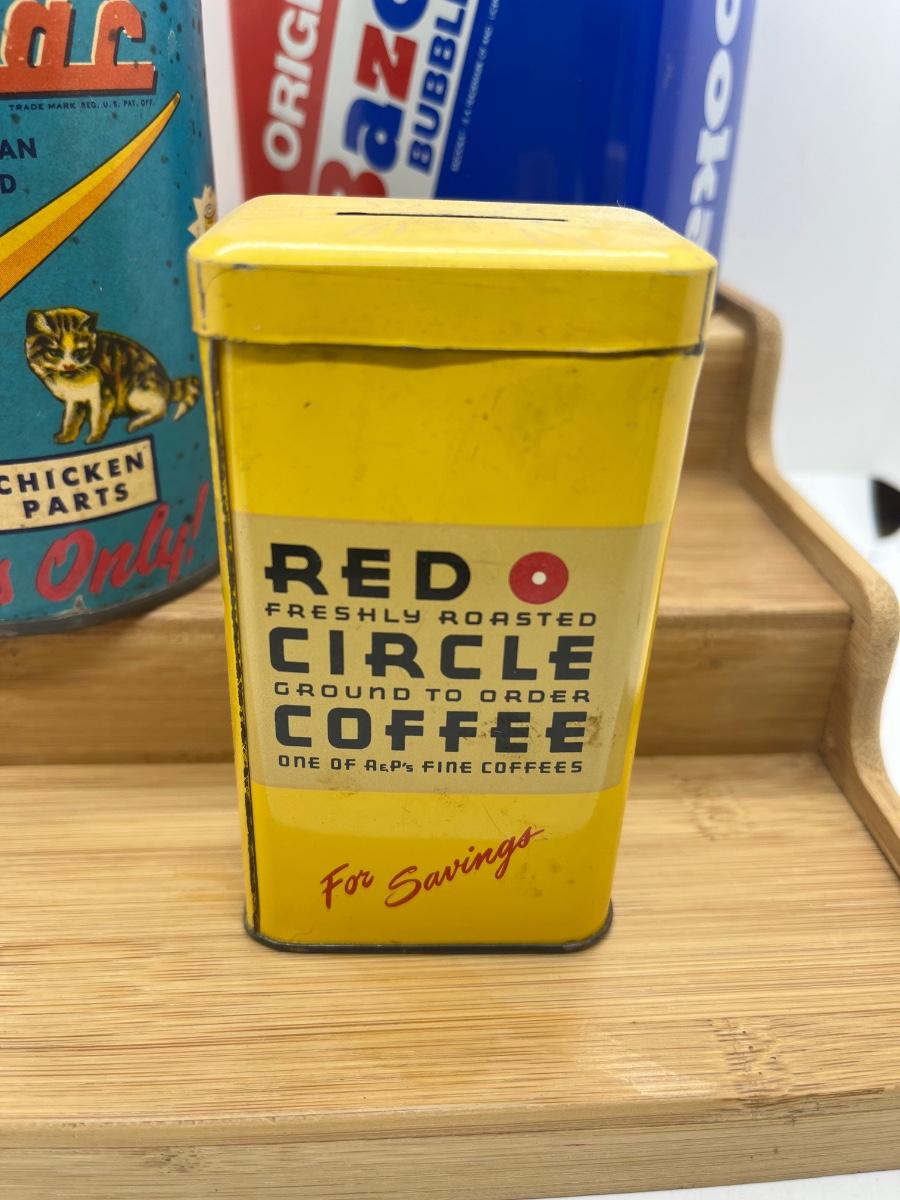 TRADE MARK REG. U.S. PAT. OFF.
CHICKEN
PARTS
Only!
ORIG
Bazo
BUBBL
RED
FRESHLY ROASTED
CIRCLE
GROUND TO ORDER
COFFEE
ONE OF A&P's FINE COFFEES
For Savings